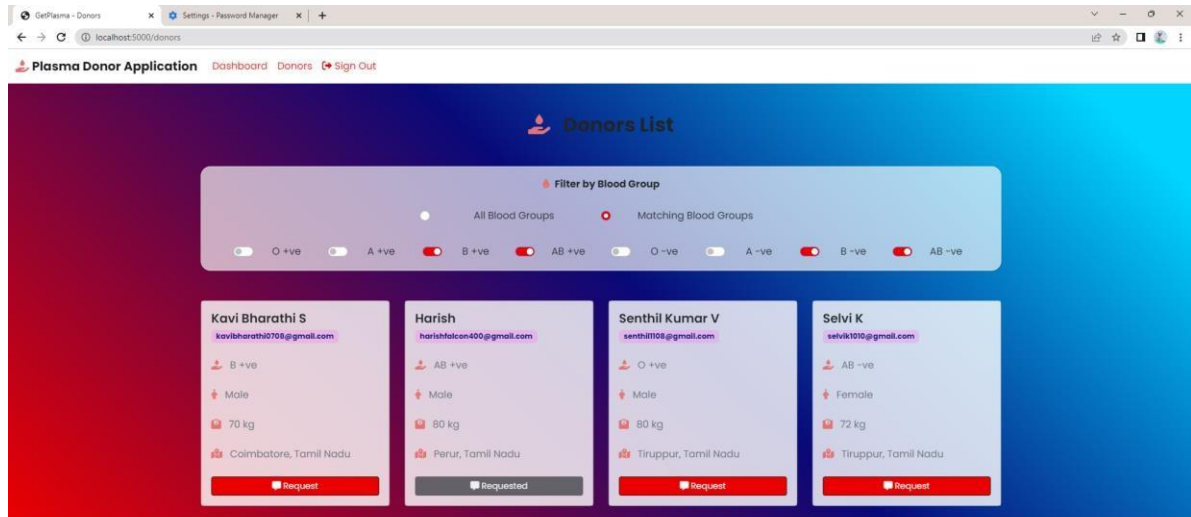 GetPlasma - Donors
Settings - Password Manager
localhost:5000/donors
Plasma Donor Application Dashboard Donors Sign Out
Donors List
Filter by Blood Group
All Blood Groups Matching Blood Groups
O +ve A +ve B +ve AB +ve O -ve A -ve B -ve AB -ve
Kavi Bharathi S
kavibharathi0708@gmail.com
B +ve
Male
70 kg
Coimbatore, Tamil Nadu
Request
Harish
harishfalcon400@gmail.com
AB +ve
Male
80 kg
Perur, Tamil Nadu
Requested
Senthil Kumar V
senthil1108@gmail.com
O +ve
Male
80 kg
Tiruppur, Tamil Nadu
Request
Selvi K
selvik1010@gmail.com
AB -ve
Female
72 kg
Tiruppur, Tamil Nadu
Request